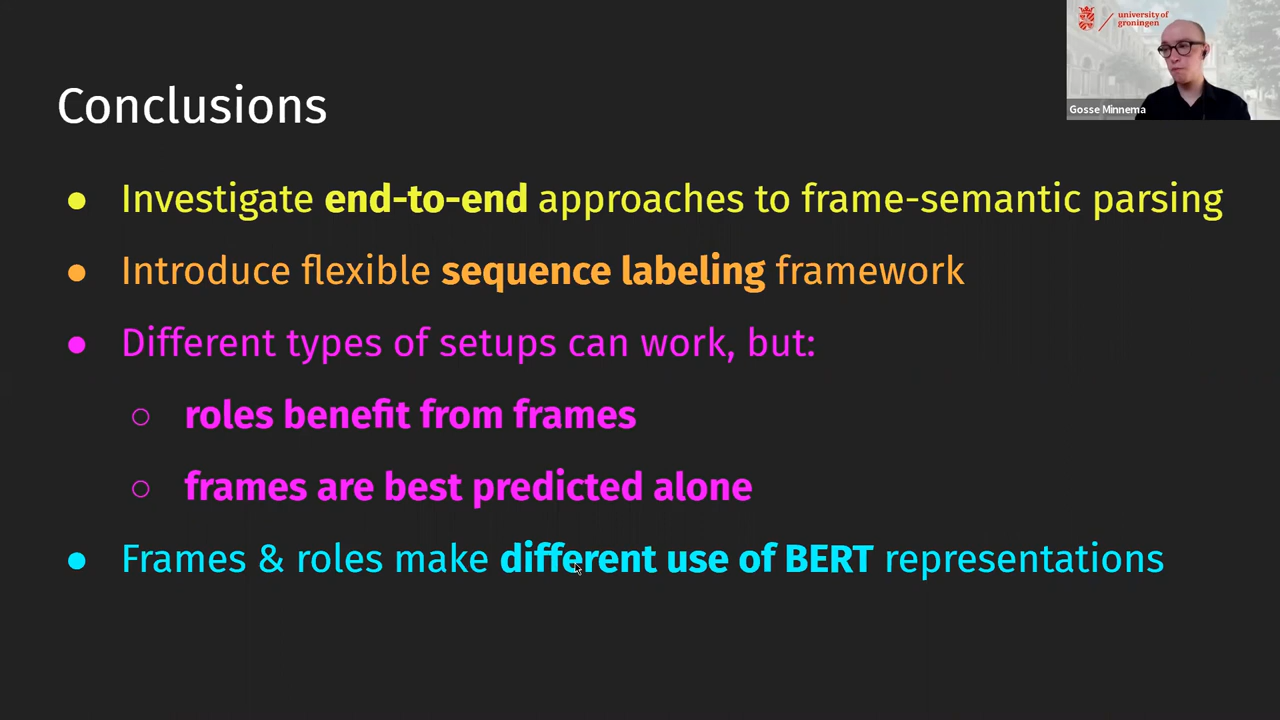 university of
groningen
Gosse Minnema
Conclusions
● Investigate end-to-end approaches to frame-semantic parsing
● Introduce flexible sequence labeling framework
● Different types of setups can work, but:
○ roles benefit from frames
○ frames are best predicted alone
● Frames & roles make different use of BERT representations